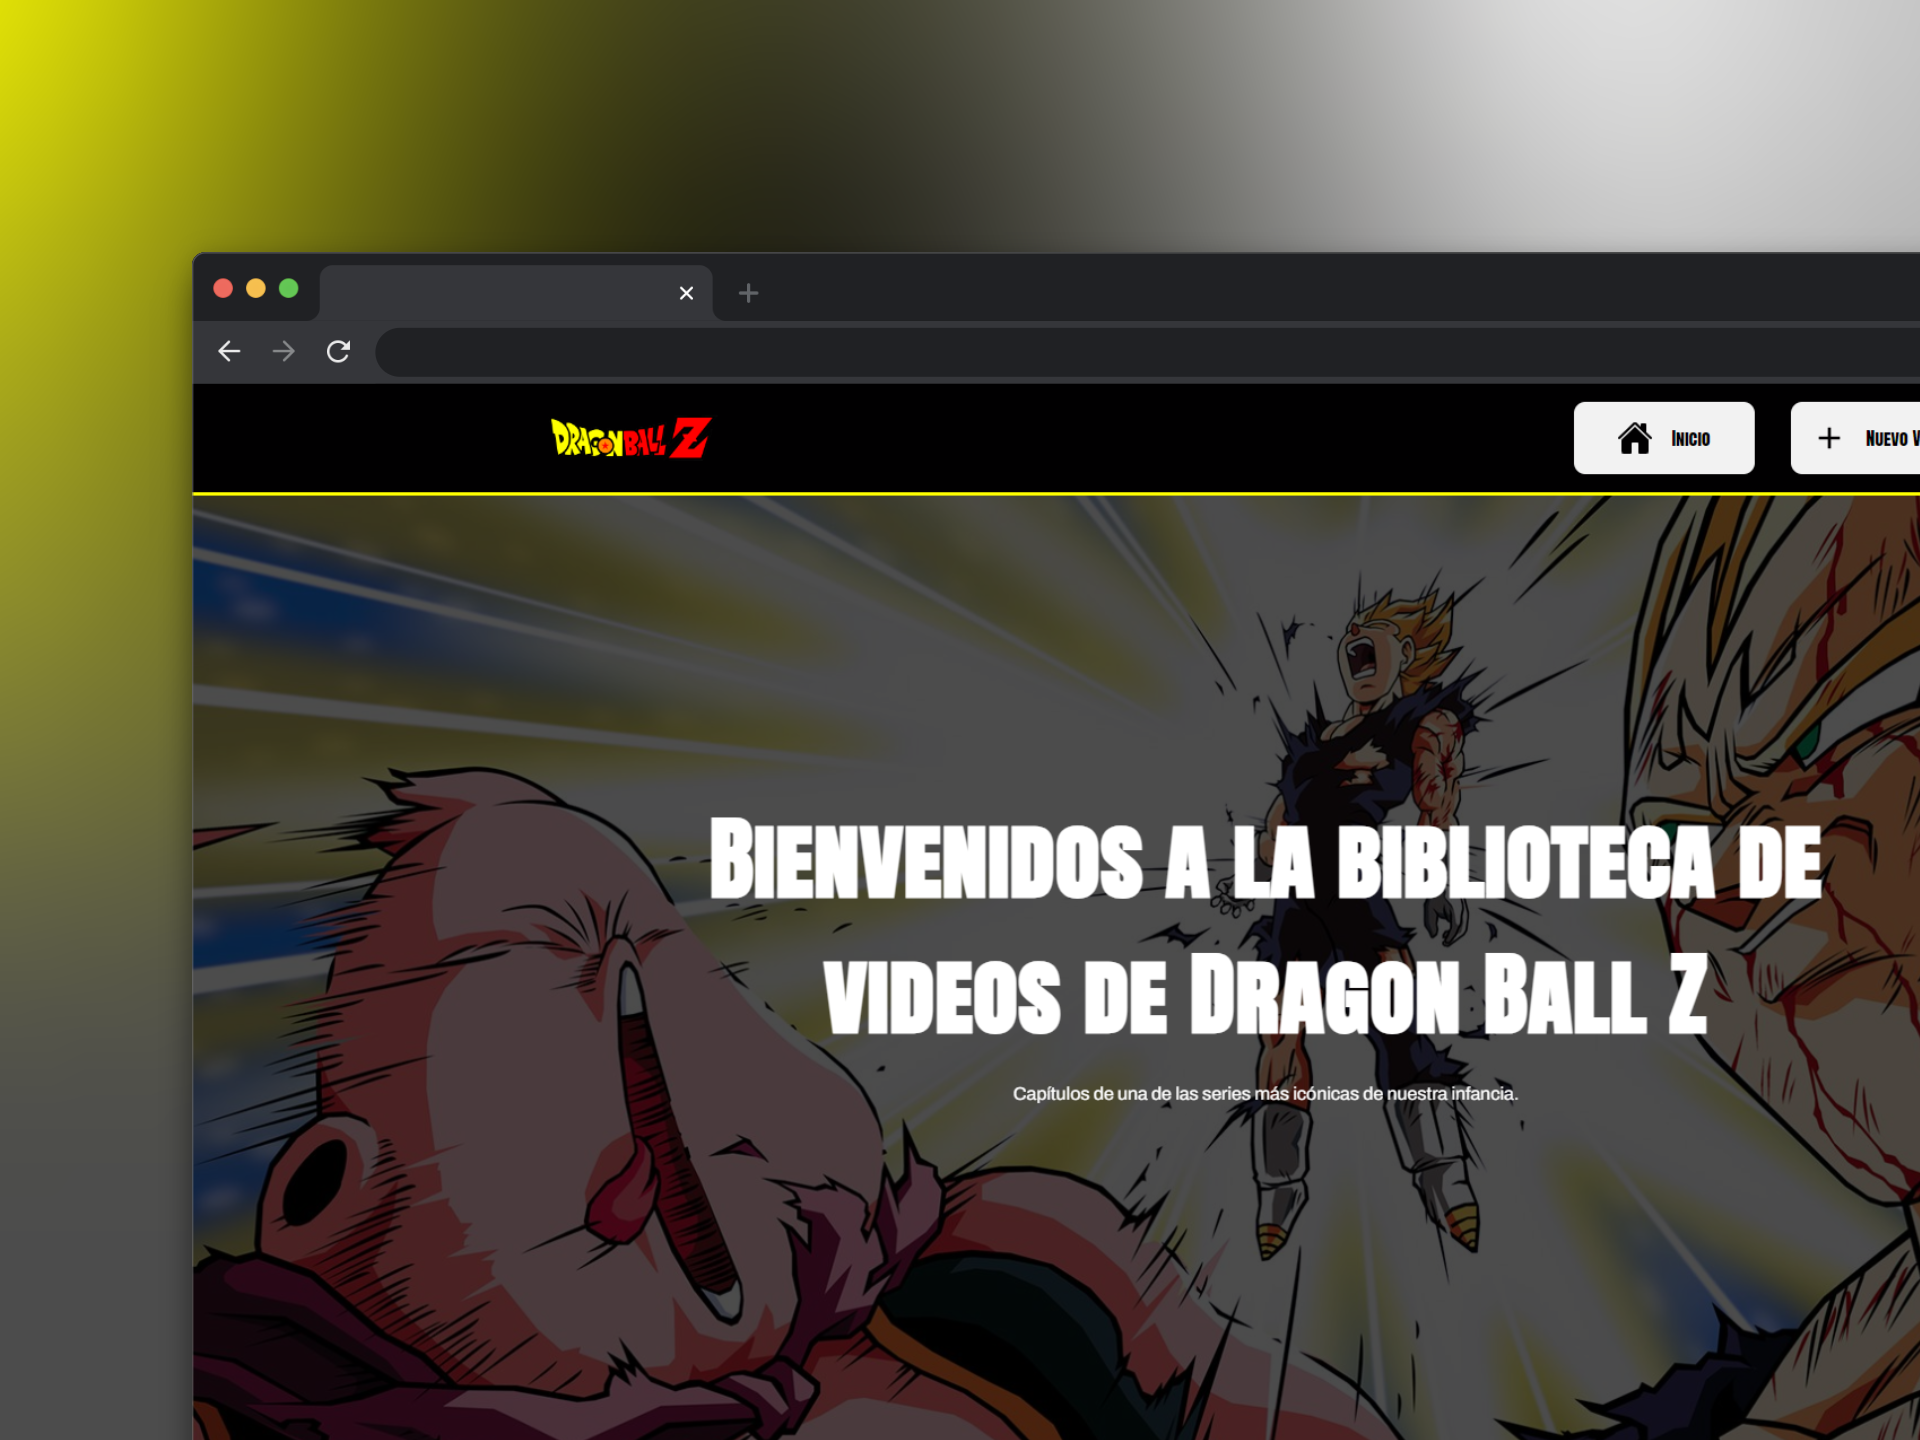 DRAGON BALL Z
Inicio
Nuevo V
Bienvenidos a la biblioteca de
videos de Dragon Ball Z
Capítulos de una de las series más icónicas de nuestra infancia.